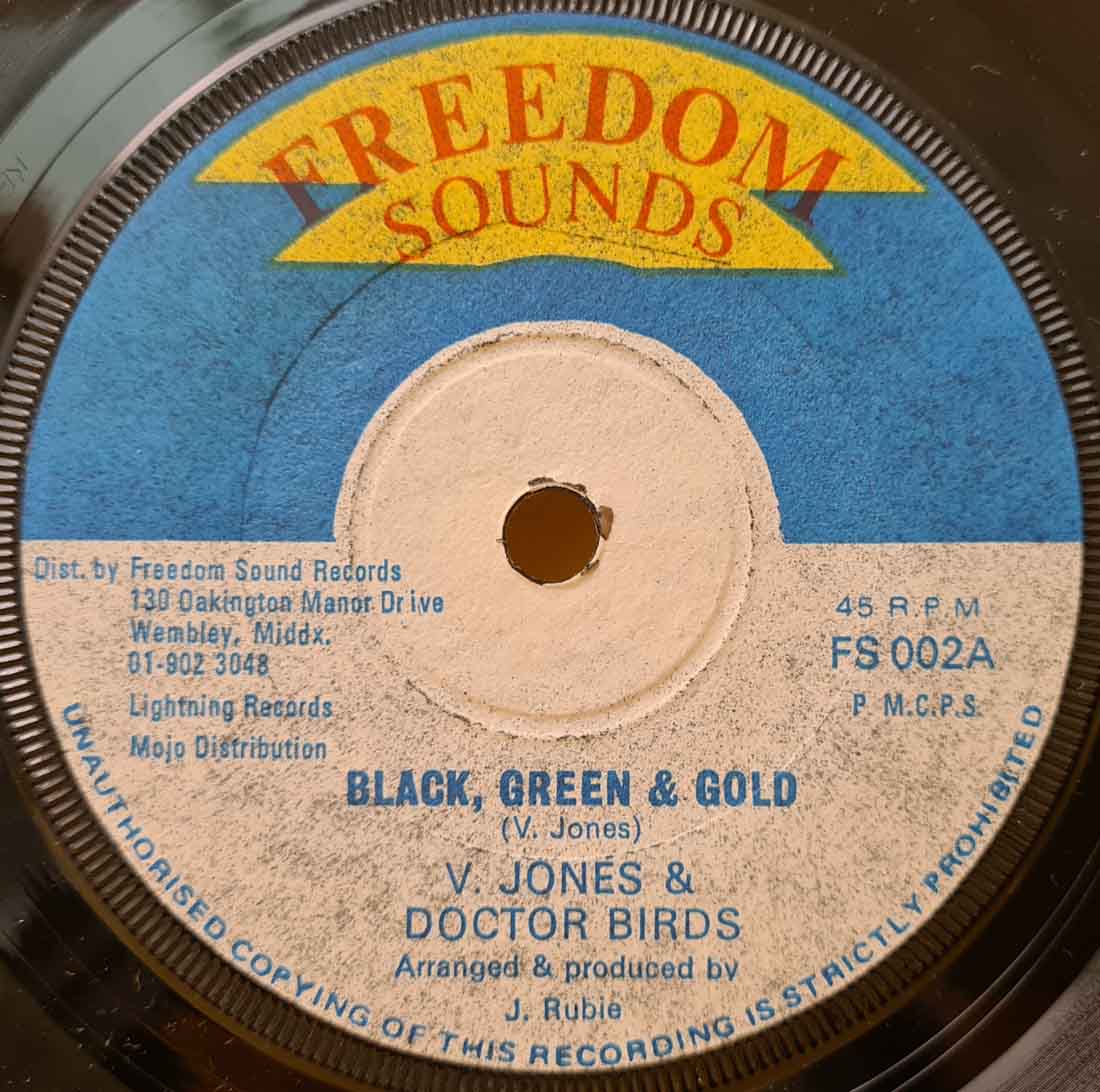 FREEDOM
SOUNDS
Dist. by Freedom Sound Records
130 Oakington Manor Drive
Wembley, Middx.
01-902 3048
Lightning Records
Mojo Distribution
45 R.P.M
FS 002A
P M.C.P.S.
BLACK, GREEN & GOLD
(V. Jones)
V. JONES &
DOCTOR BIRDS
Arranged & produced by
J. Rubie
UNAUTHORISED COPYING OF THIS RECORDING IS STRICTLY PROHIBITED